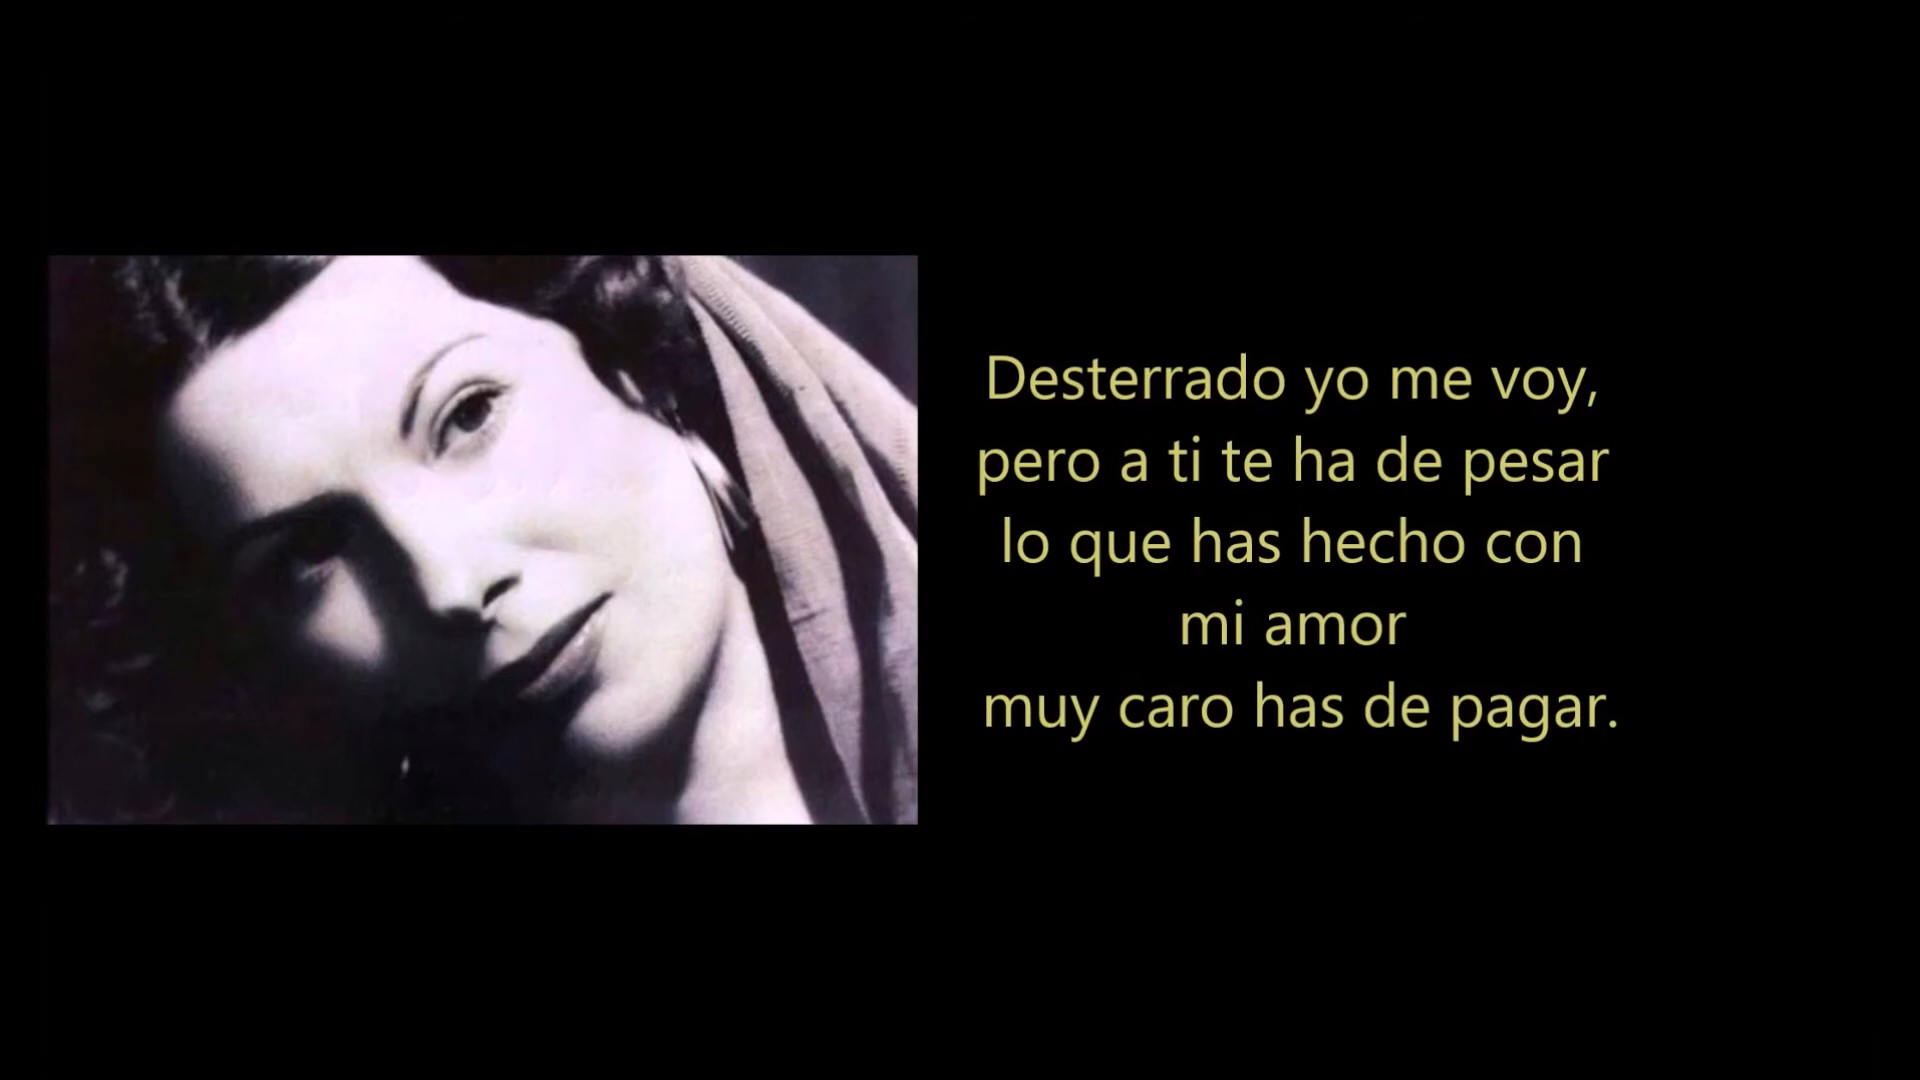 Desterrado yo me voy,
pero a ti te ha de pesar
lo que has hecho con
mi amor
muy caro has de pagar.